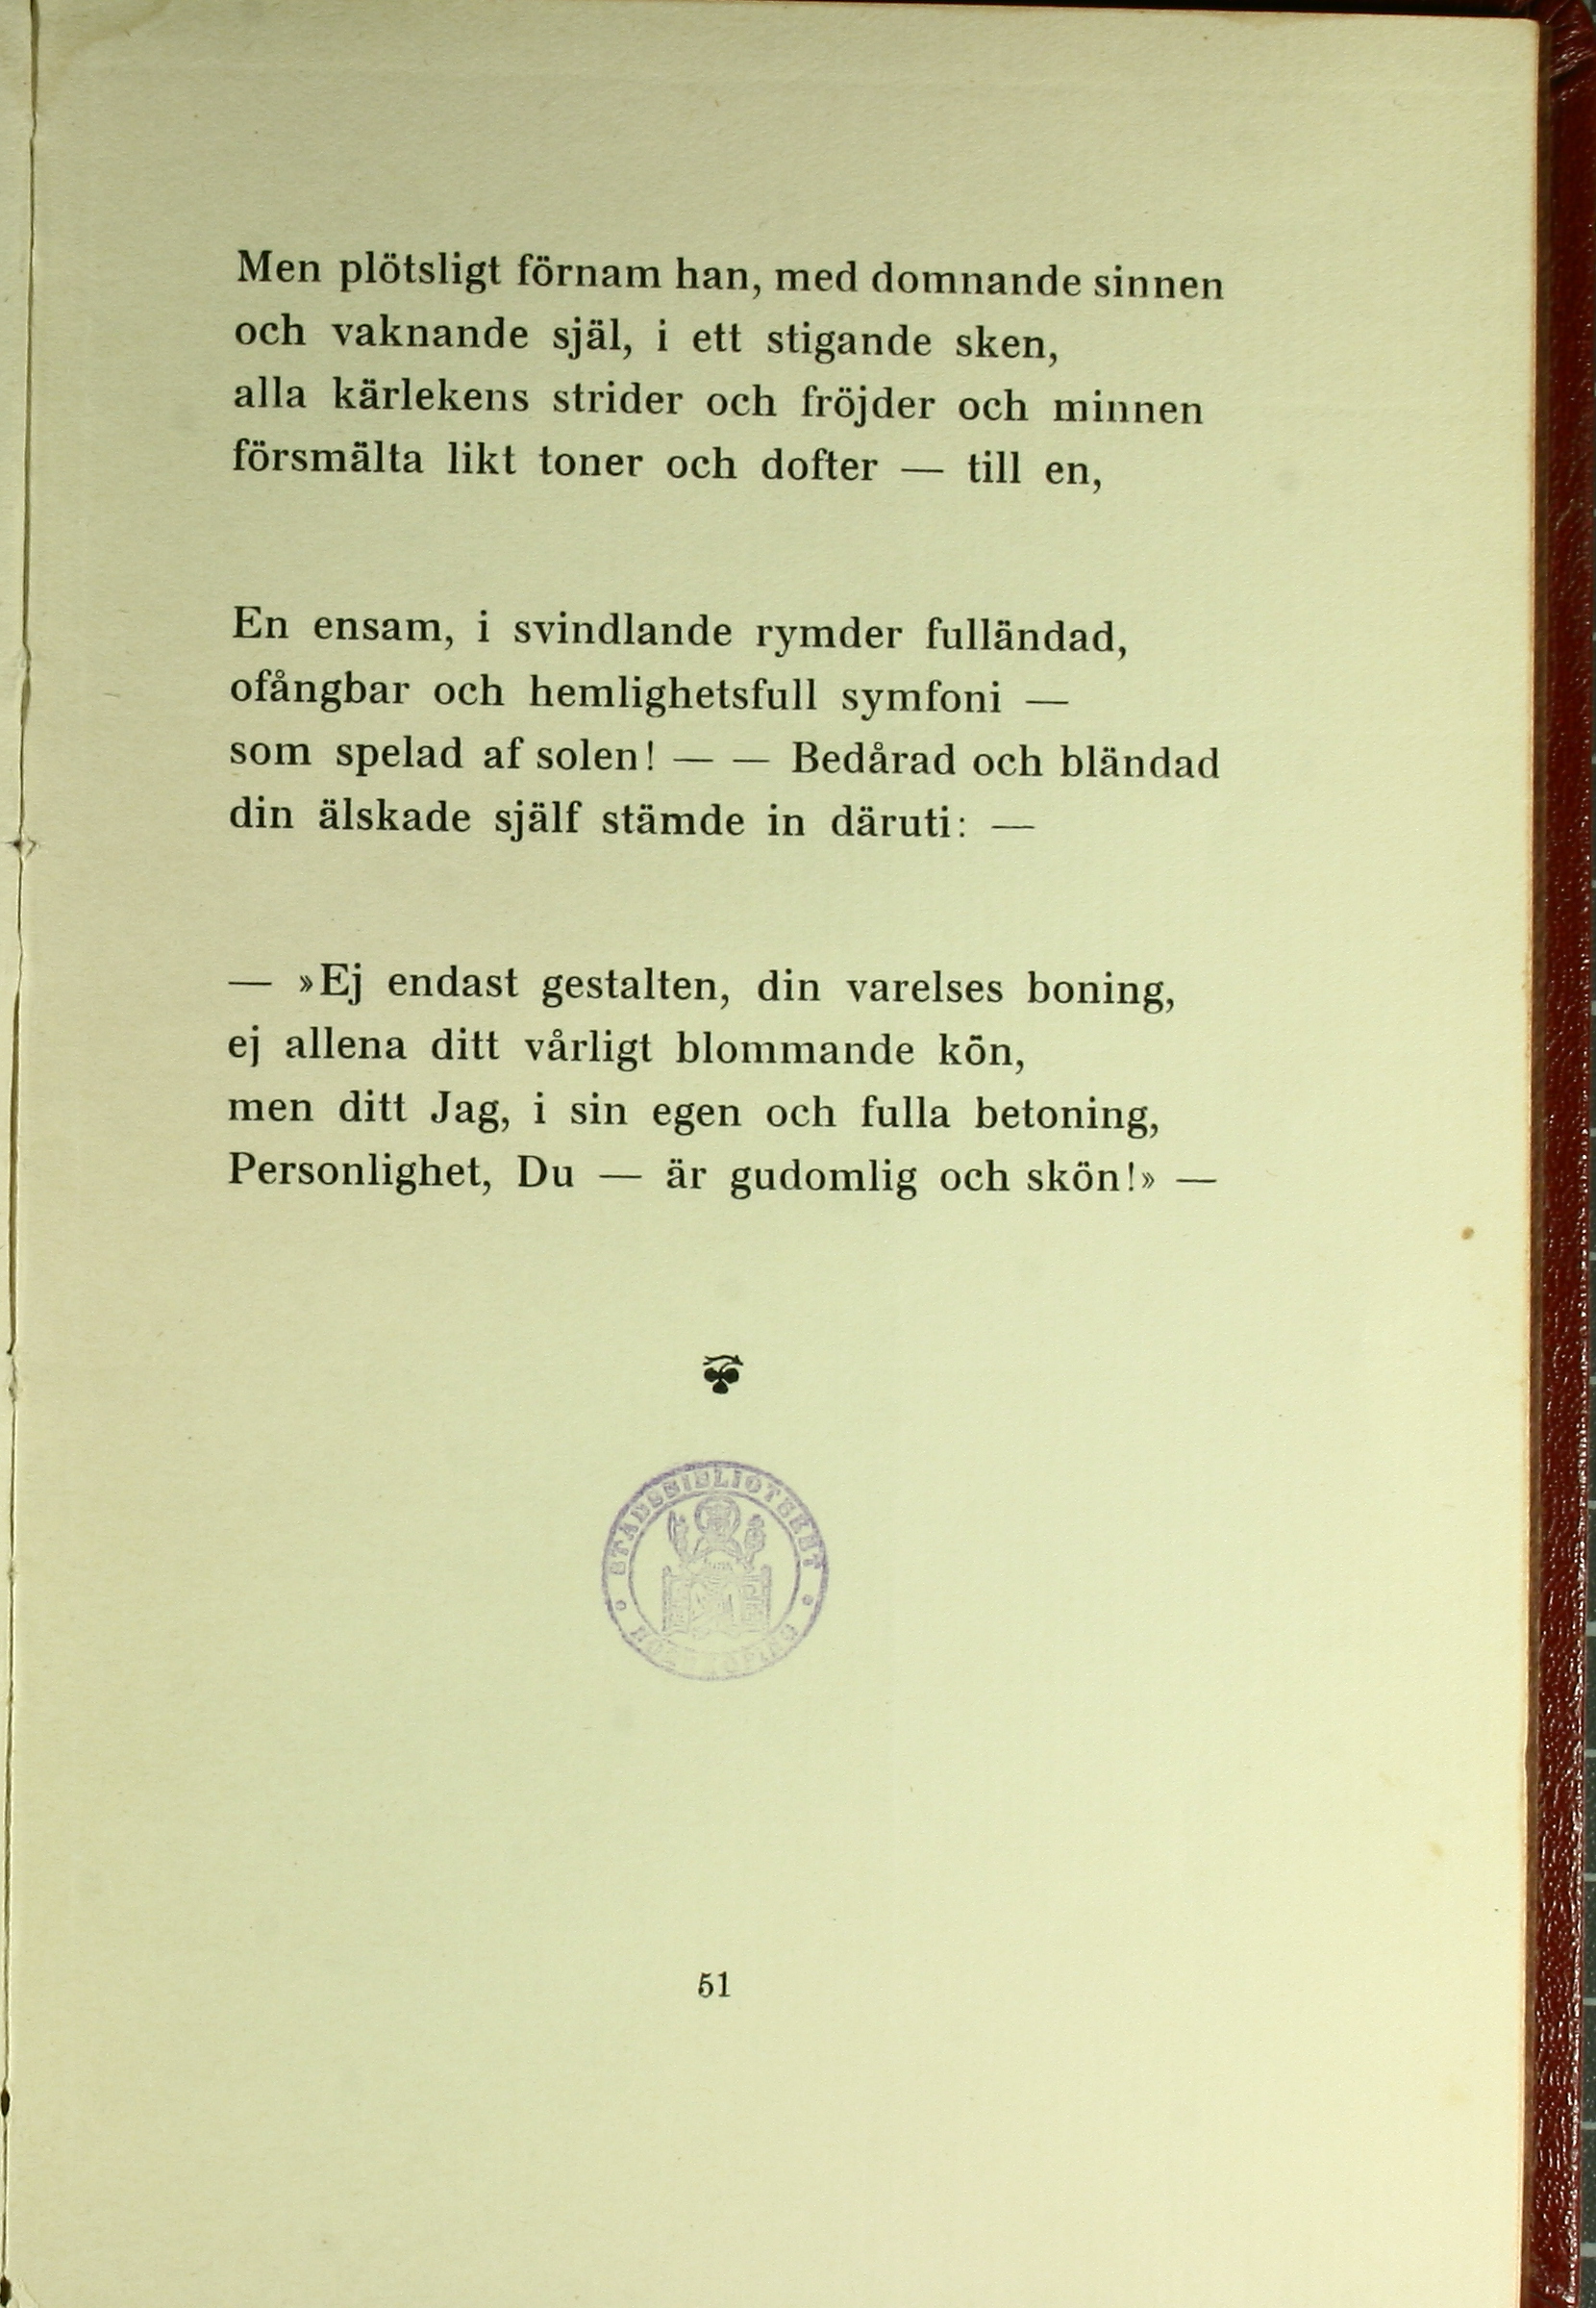 Men plötsligt förnam han, med domnande sinnen
och vaknande själ, i ett stigande sken,
alla kärlekens strider och fröjder och minnen
försmälta likt toner och dofter — till en,
En ensam, i svindlande rymder fulländad,
ofångbar och hemlighetsfull symfoni —
som spelad af solen! — — Bedårad och bländad
din älskade själf stämde in däruti: —
— »Ej endast gestalten, din varelses boning,
ej allena ditt vårligt blommande kön,
men ditt Jag, i sin egen och fulla betoning,
Personlighet, Du — är gudomlig och skön!» —
STADSBIBLIOTEKET
NORRKÖPING
51